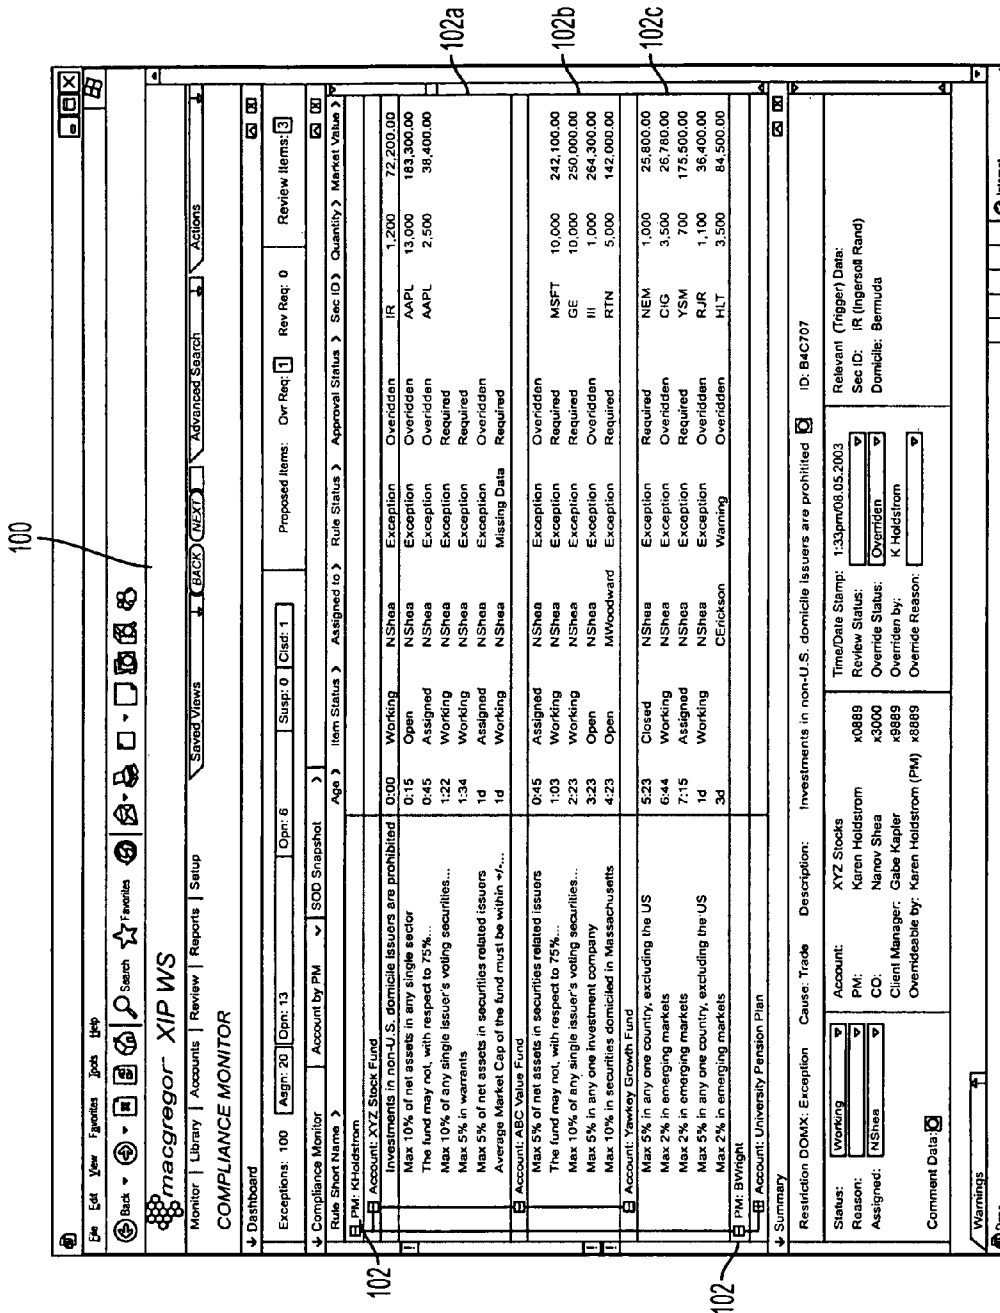 100
File Edit View Favorites Tools Help
Back Search Favorites
macgregor XIP WS
Monitor | Library | Accounts | Review | Reports | Setup
Saved Views BACK NEXT Advanced Search Actions
COMPLIANCE MONITOR
Dashboard
Exceptions: 100 Asgn: 20 Opn: 13 Opn: 6 Susp: 0 Clsd: 1 Proposed Items: Ovr Req: 1 Rev Req: 0 Review Items: 3
Compliance Monitor Account by PM SOD Snapshot
Rule Short Name Age Item Status Assigned to Rule Status Approval Status Sec ID Quantity Market Value
PM: KHoldstrom
Account: XYZ Stock Fund
Investments in non-U.S. domicile issuers are prohibited 0:00 Working NShea Exception Overidden IR 1,200 72,200.00
Max 10% of net assets in any single sector 0:15 Open NShea Exception Overidden AAPL 13,000 183,300.00
The fund may not, with respect to 75%... 0:45 Assigned NShea Exception Overidden AAPL 2,500 38,400.00
Max 10% of any single issuer's voting securities... 1:22 Working NShea Exception Required
Max 5% in warrants 1:34 Working NShea Exception Required
Max 5% of net assets in securities related issuers 1d Assigned NShea Exception Overidden
Average Market Cap of the fund must be within +/-... 1d Working NShea Missing Data Required
102a
Account: ABC Value Fund
Max 5% of net assets in securities related issuers 0:45 Assigned NShea Exception Overidden MSFT 10,000 242,100.00
The fund may not, with respect to 75%... 1:03 Working NShea Exception Required GE 10,000 250,000.00
Max 10% of any single issuer's voting securities... 2:23 Working NShea Exception Required III 1,000 264,300.00
Max 5% in any one investment company 3:23 Open NShea Exception Overidden RTN 5,000 142,000.00
Max 10% in securities domiciled in Massachusetts 4:23 Open MWoodward Exception Required
102b
Account: Yawkey Growth Fund
Max 5% in any one country, excluding the US 5:23 Closed NShea Exception Required NEM 1,000 25,800.00
Max 2% in emerging markets 6:44 Working NShea Exception Overidden CIG 3,500 26,780.00
Max 2% in emerging markets 7:15 Assigned NShea Exception Required YSM 700 175,500.00
Max 5% in any one country, excluding the US 1d Working NShea Exception Overidden RJR 1,100 36,400.00
Max 2% in emerging markets 3d CErickson Warning Overidden HLT 3,500 84,500.00
102c
PM: BWright
Account: University Pension Plan
102
102
Summary
Restriction DOMX: Exception Cause: Trade Description: Investments in non-U.S. domicile issuers are prohibited ID: B4C707
Status: Working
Reason:
Assigned: NShea
Comment Data:
Account: XYZ Stocks
PM: Karen Holdstrom x0889
CO: Nanov Shea x3000
Client Manager: Gabe Kapler x9889
Overrideable by: Karen Holdstrom (PM) x8889
Time/Date Stamp: 1:33pm/08.05.2003
Review Status:
Override Status: Overriden
Overriden by: K Holdstrom
Override Reason:
Relevant (Trigger) Data:
Sec ID: IR (Ingersoll Rand)
Domicile: Bermuda
Warnings